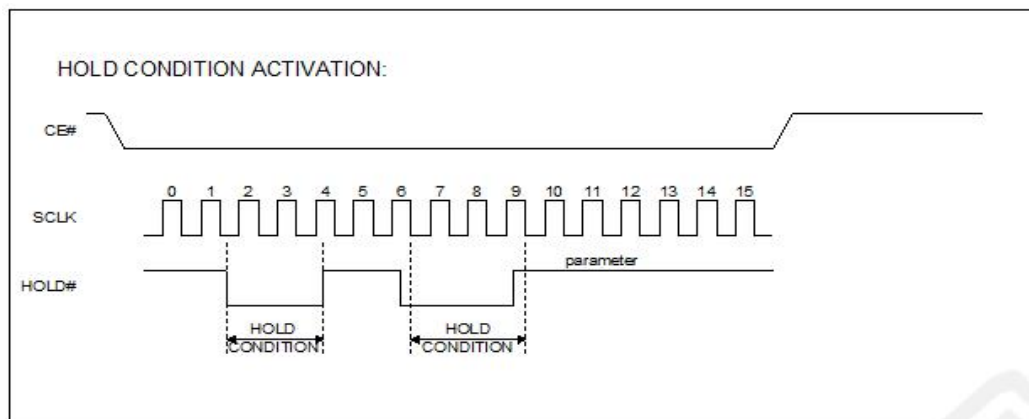 HOLD CONDITION ACTIVATION:
CE#
0 1 2 3 4 5 6 7 8 9 10 11 12 13 14 15
SCLK
parameter
HOLD#
HOLD CONDITION
HOLD CONDITION